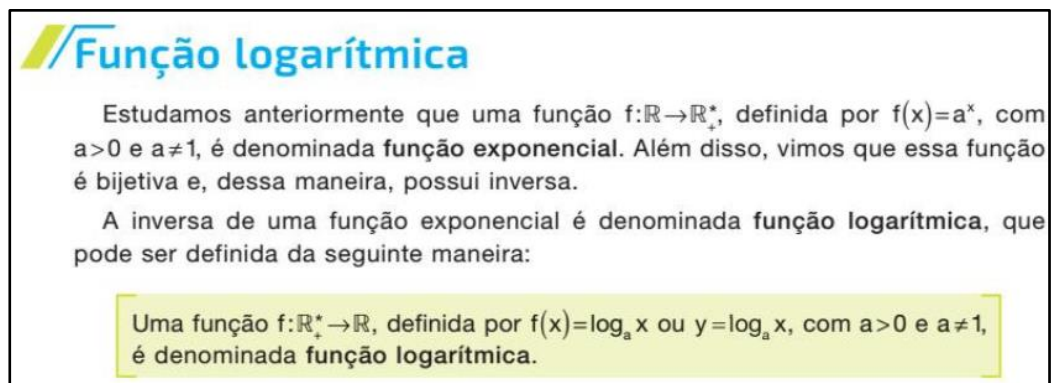 Função logarítmica
Estudamos anteriormente que uma função f:ℝ→ℝ₊*, definida por f(x)=aˣ, com
a>0 e a≠1, é denominada função exponencial. Além disso, vimos que essa função
é bijetiva e, dessa maneira, possui inversa.
A inversa de uma função exponencial é denominada função logarítmica, que
pode ser definida da seguinte maneira:
Uma função f:ℝ₊*→ℝ, definida por f(x)=logₐ x ou y=logₐ x, com a>0 e a≠1,
é denominada função logarítmica.